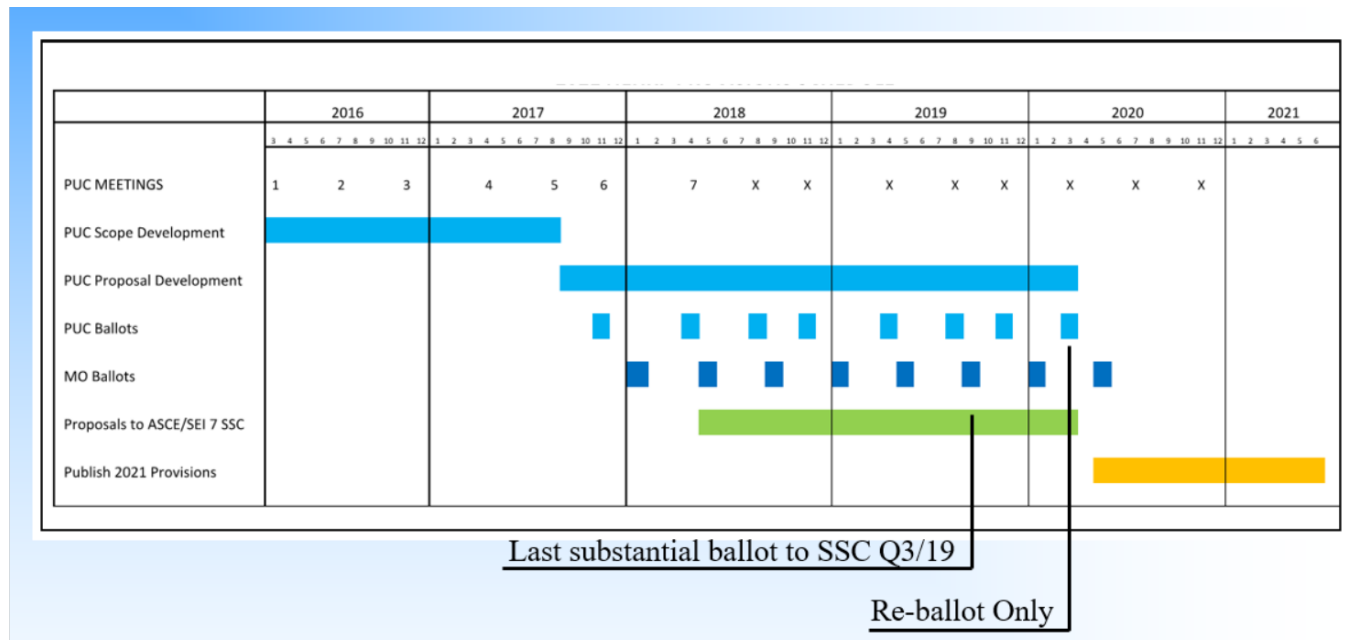 2016 2017 2018 2019 2020 2021
3 4 5 6 7 8 9 10 11 12 1 2 3 4 5 6 7 8 9 10 11 12 1 2 3 4 5 6 7 8 9 10 11 12 1 2 3 4 5 6 7 8 9 10 11 12 1 2 3 4 5 6 7 8 9 10 11 12 1 2 3 4 5 6
PUC MEETINGS 1 2 3 4 5 6 7 X X X X X X X X
PUC Scope Development
PUC Proposal Development
PUC Ballots
MO Ballots
Proposals to ASCE/SEI 7 SSC
Publish 2021 Provisions
Last substantial ballot to SSC Q3/19
Re-ballot Only